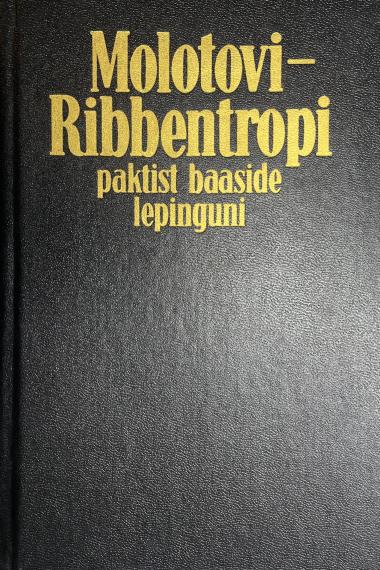 Molotovi–
Ribbentropi
paktist baaside
lepinguni